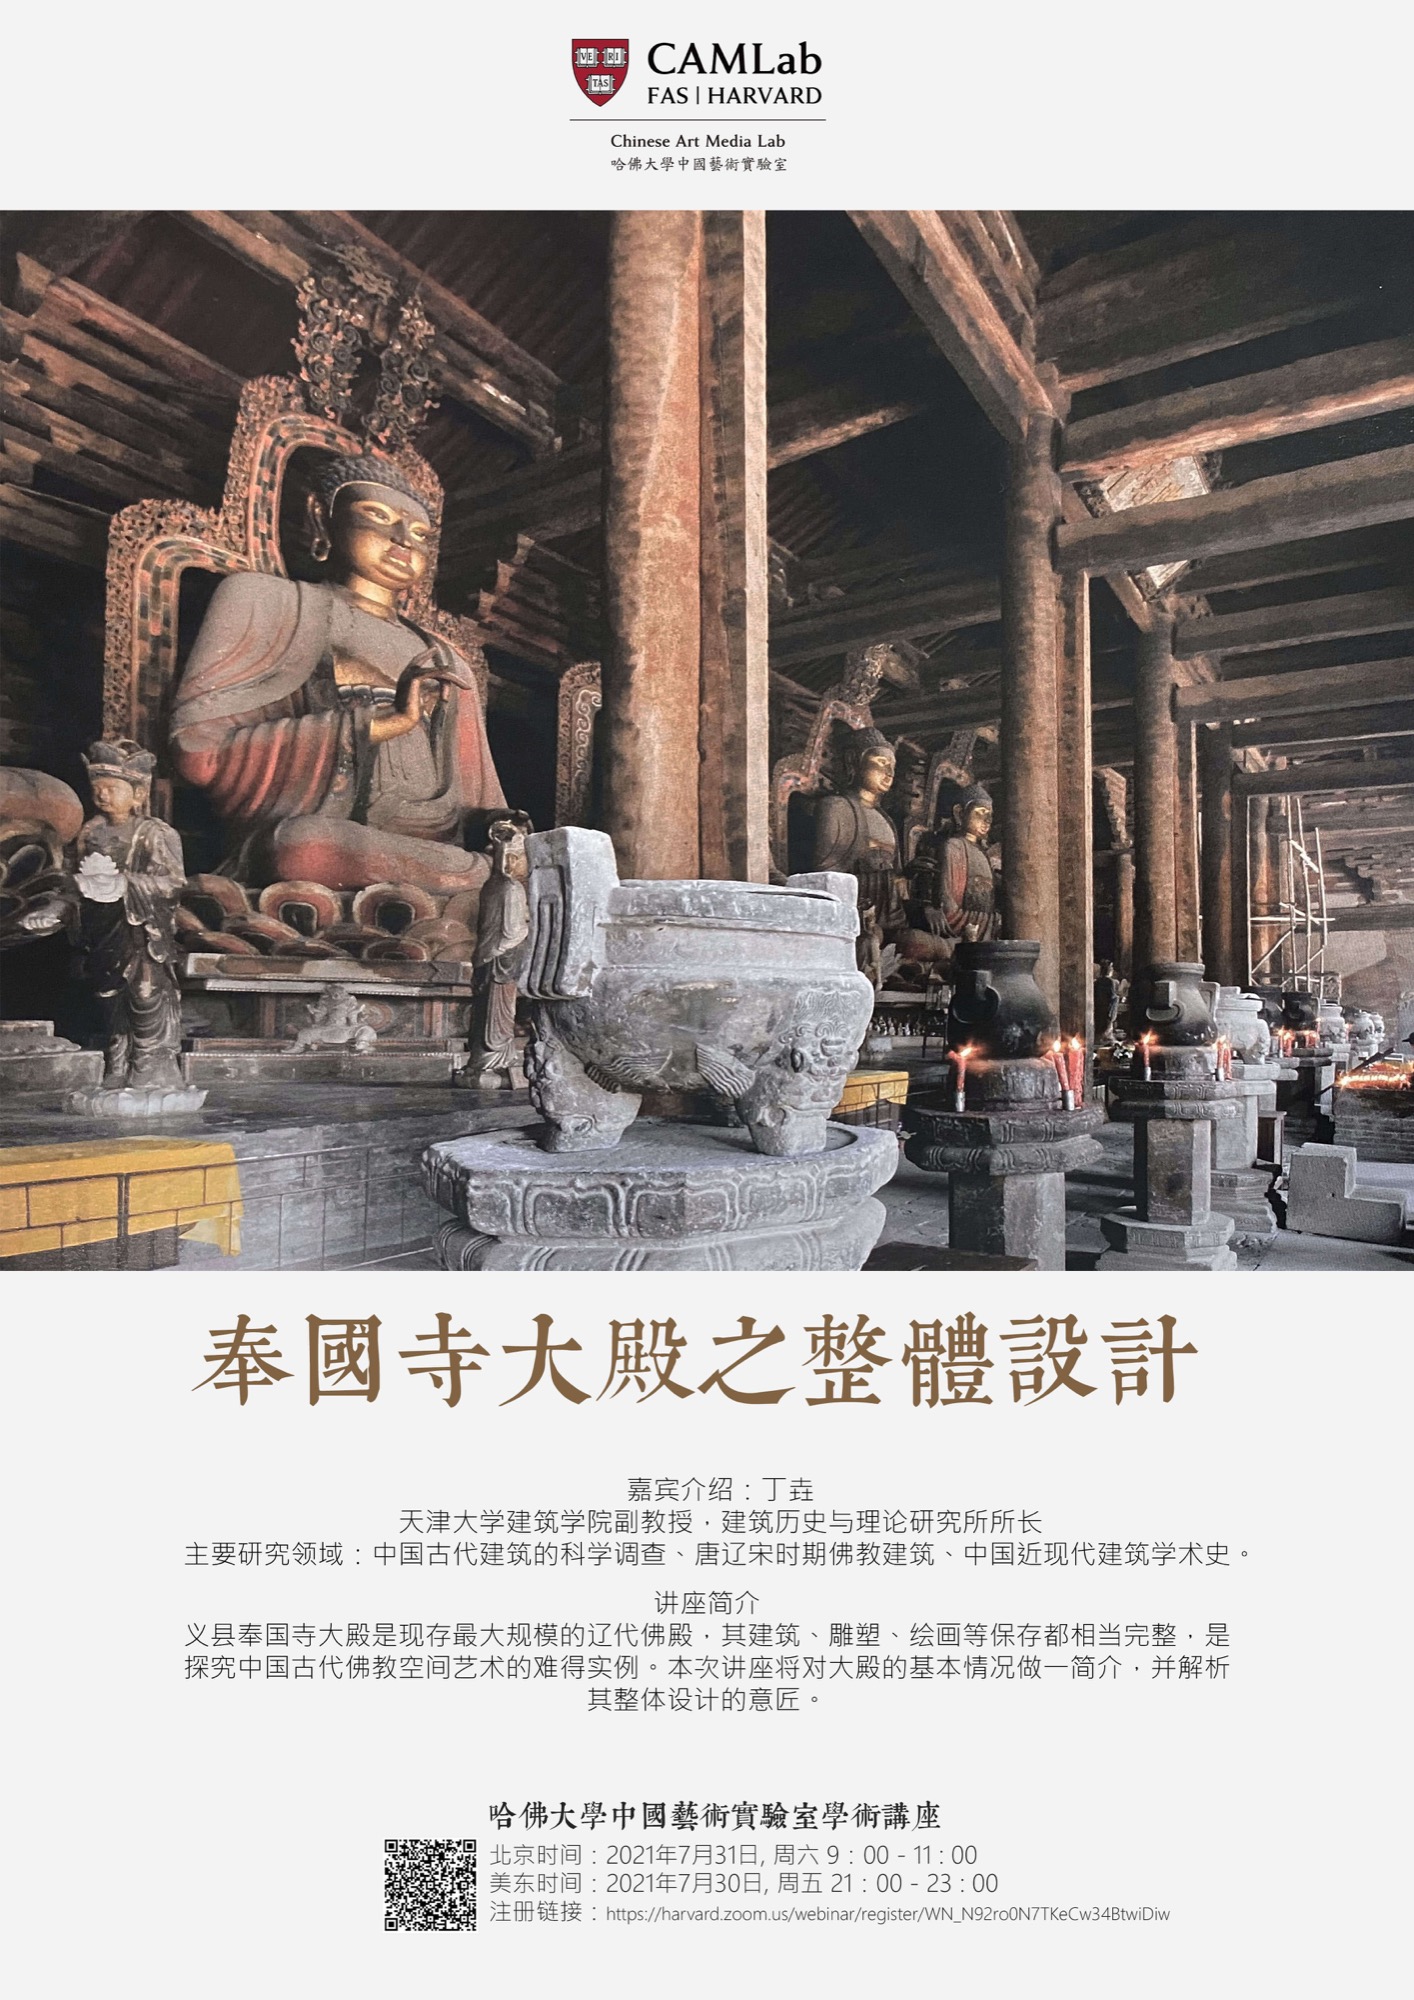 VE RI TAS
CAMLab
FAS | HARVARD
Chinese Art Media Lab
哈佛大學中國藝術實驗室
奉國寺大殿之整體設計
嘉宾介绍：丁垚
天津大学建筑学院副教授，建筑历史与理论研究所所长
主要研究领域：中国古代建筑的科学调查、唐辽宋时期佛教建筑、中国近现代建筑学术史。
讲座简介
义县奉国寺大殿是现存最大规模的辽代佛殿，其建筑、雕塑、绘画等保存都相当完整，是
探究中国古代佛教空间艺术的难得实例。本次讲座将对大殿的基本情况做一简介，并解析
其整体设计的意匠。
哈佛大學中國藝術實驗室學術講座
北京时间：2021年7月31日, 周六 9：00 - 11：00
美东时间：2021年7月30日, 周五 21：00 - 23：00
注册链接：https://harvard.zoom.us/webinar/register/WN_N92ro0N7TKeCw34BtwiDiw